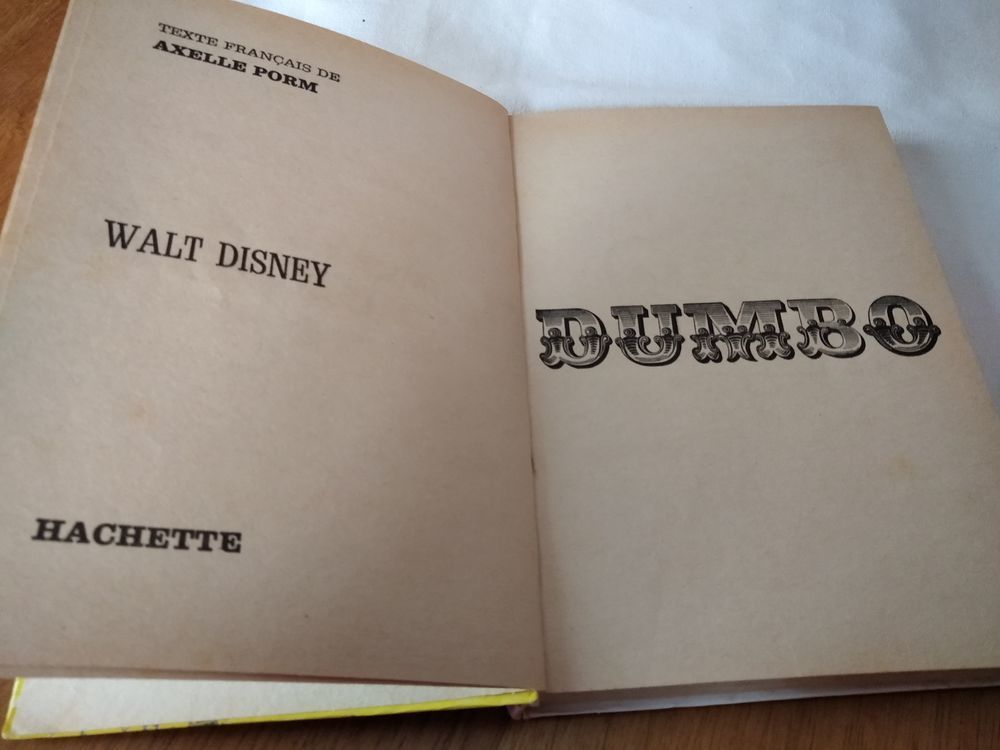 TEXTE FRANÇAIS DE
AXELLE PORM
WALT DISNEY
HACHETTE
DUMBO